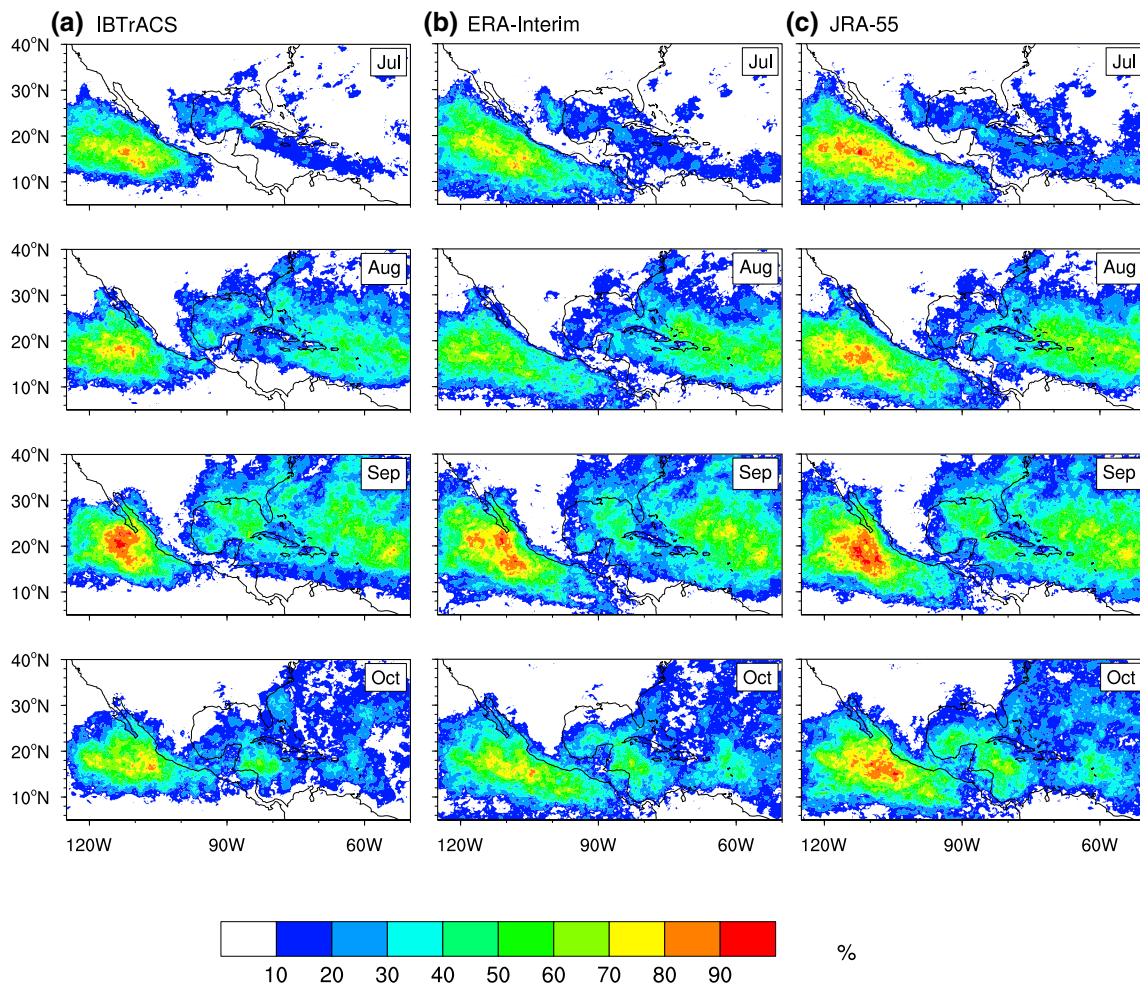 (a) IBTrACS (b) ERA-Interim (c) JRA-55
40°N Jul Jul Jul
30°N
20°N
10°N
40°N Aug Aug Aug
30°N
20°N
10°N
40°N Sep Sep Sep
30°N
20°N
10°N
40°N Oct Oct Oct
30°N
20°N
10°N
120W 90W 60W 120W 90W 60W 120W 90W 60W
%
10 20 30 40 50 60 70 80 90